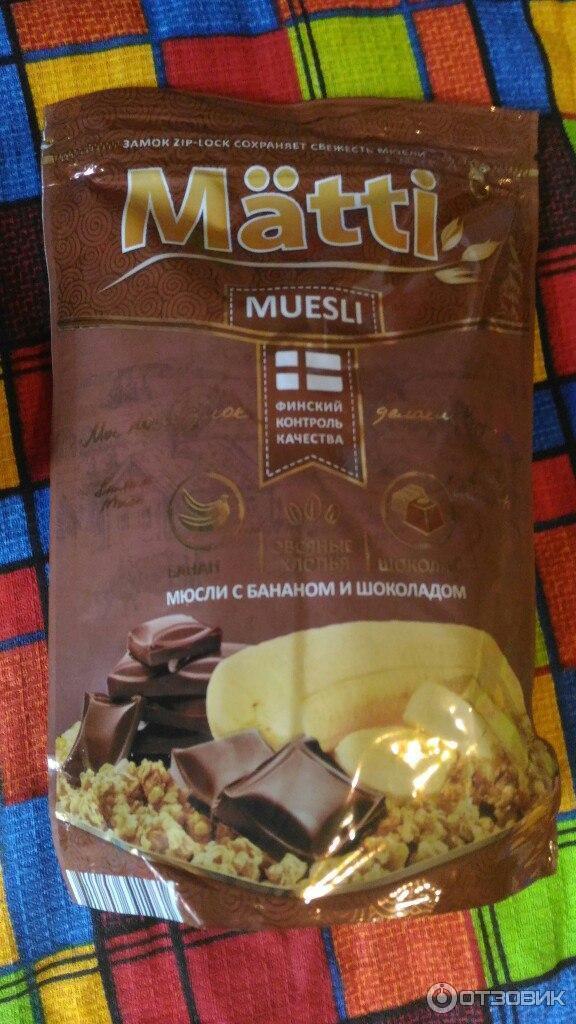 ЗАМОК ZIP-LOCK СОХРАНЯЕТ СВЕЖЕСТЬ МЮСЛИ
Mätti
MUESLI
ФИНСКИЙ
КОНТРОЛЬ
КАЧЕСТВА
делаем
БАНАН
ОВСЯНЫЕ
ХЛОПЬЯ
ШОКОЛАД
МЮСЛИ С БАНАНОМ И ШОКОЛАДОМ
ОТЗОВИК